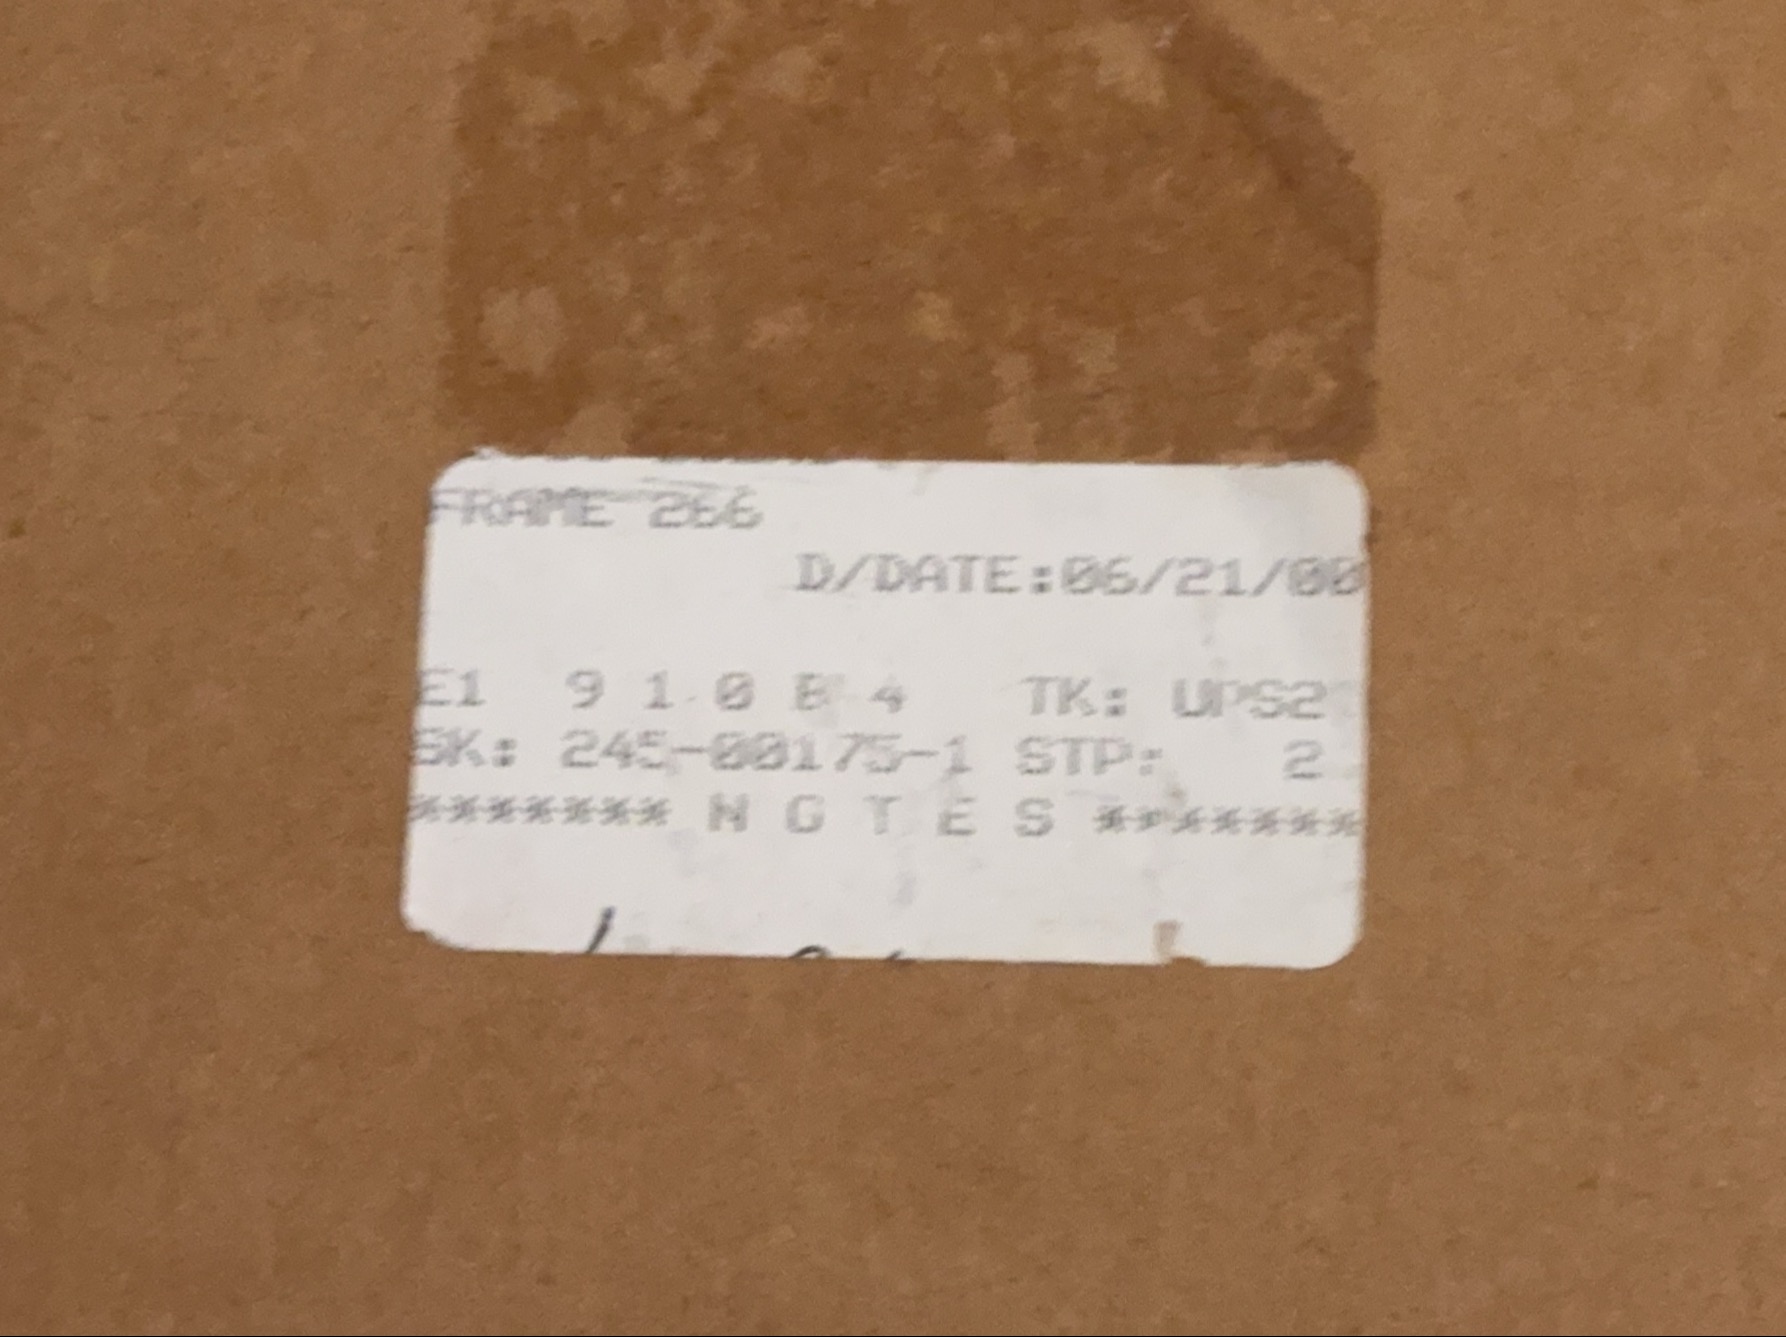 FRAME 266
D/DATE:06/21/00
E1 9 1 0 B 4 TK: UPS2
SK: 245-00175-1 STP: 2
******* N O T E S *******